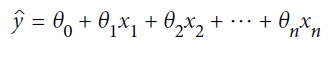 ŷ = θ₀ + θ₁x₁ + θ₂x₂ + ⋯ + θₙxₙ